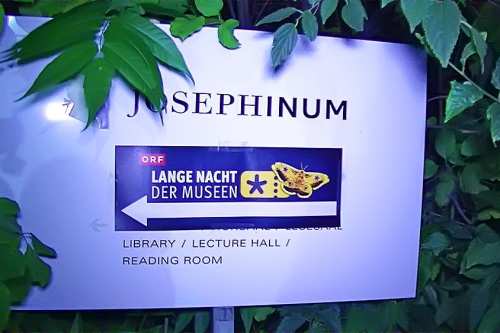 JOSEPHINUM
ORF
LANGE NACHT
DER MUSEEN
LIBRARY / LECTURE HALL /
READING ROOM